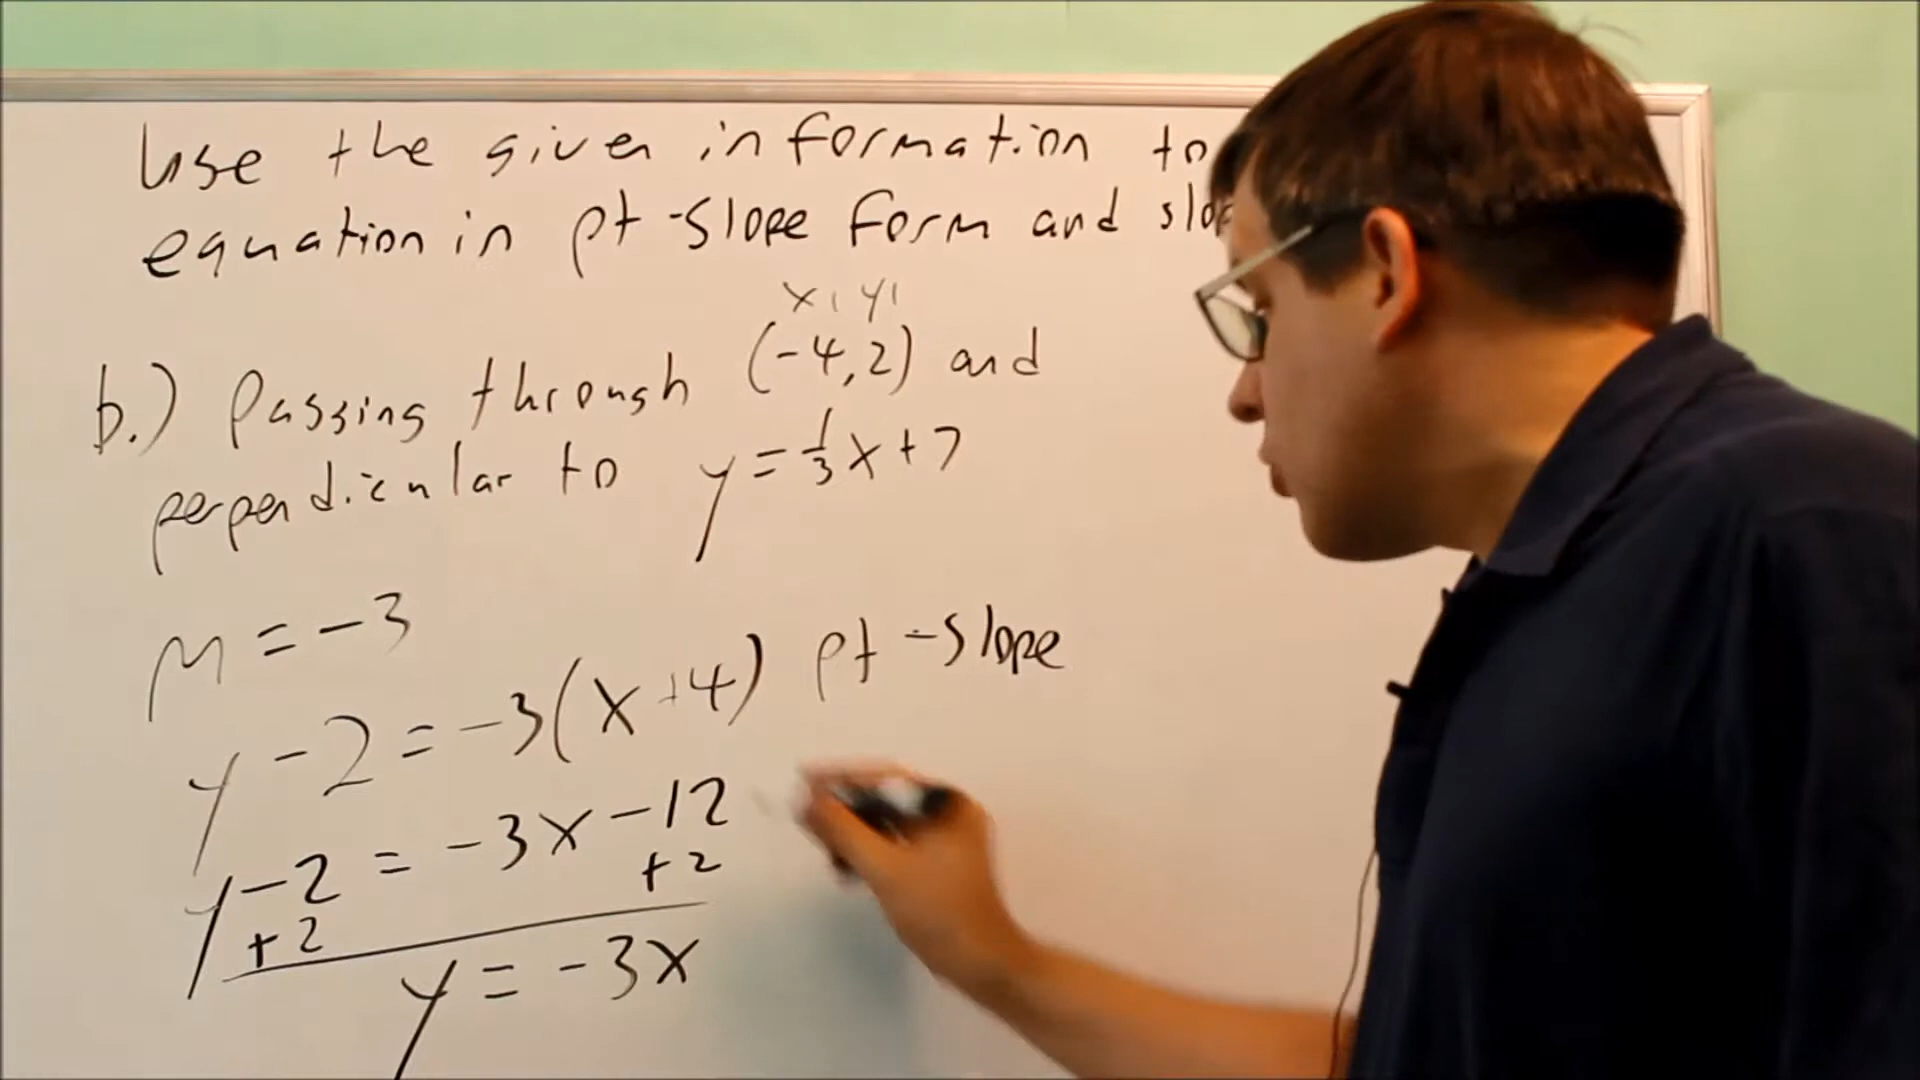 Use the given information to
equation in pt-slope form and
x1 y1
b.) Passing through (-4,2) and
perpendicular to y = 1/3 x + 7
m = -3
y - 2 = -3(x + 4) pt-slope
y - 2 = -3x - 12
+ 2 + 2
y = -3x